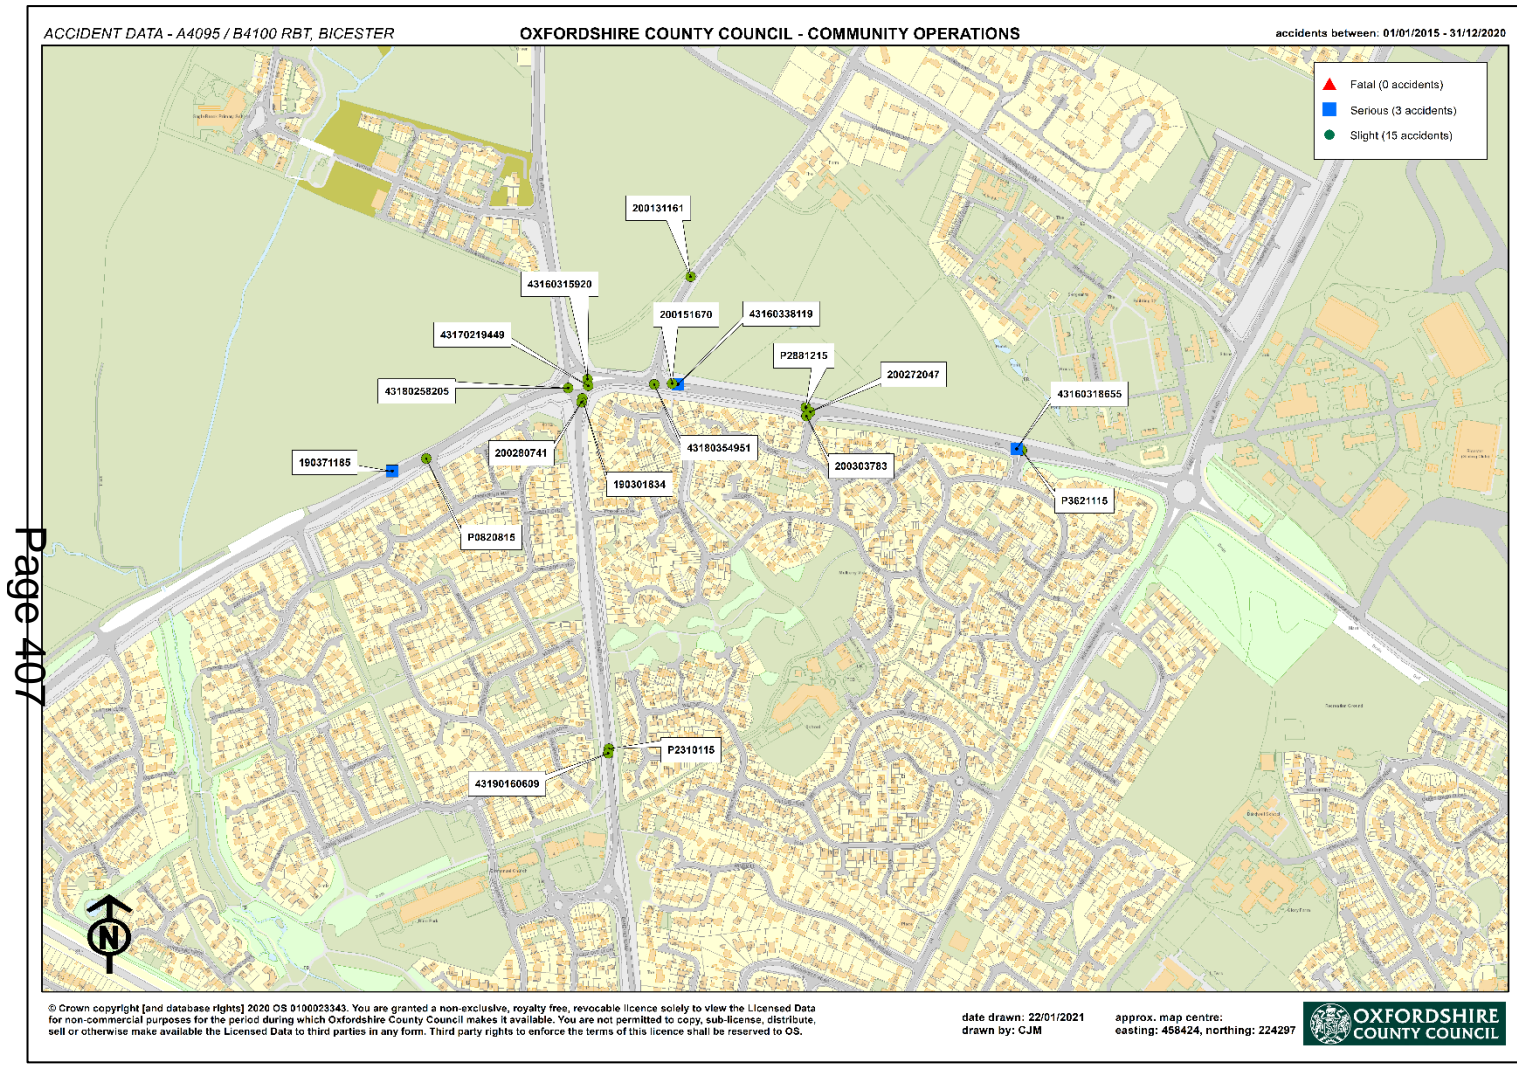 ACCIDENT DATA - A4095 / B4100 RBT, BICESTER
OXFORDSHIRE COUNTY COUNCIL - COMMUNITY OPERATIONS
accidents between: 01/01/2015 - 31/12/2020
Fatal (0 accidents)
Serious (3 accidents)
Slight (15 accidents)
200131161
43160315920
200151670
43160338119
43170219449
P2881215
200272047
43180258205
43160318655
190371185
200280741
43180354951
200303783
190301834
P3621115
P0820815
P2310115
43190160609
School
Recreation Ground
Page 407
N
© Crown copyright [and database rights] 2020 OS 0100023343. You are granted a non-exclusive, royalty free, revocable licence solely to view the Licensed Data
for non-commercial purposes for the period during which Oxfordshire County Council makes it available. You are not permitted to copy, sub-license, distribute,
sell or otherwise make available the Licensed Data to third parties in any form. Third party rights to enforce the terms of this licence shall be reserved to OS.
date drawn: 22/01/2021
drawn by: CJM
approx. map centre:
easting: 458424, northing: 224297
OXFORDSHIRE
COUNTY COUNCIL